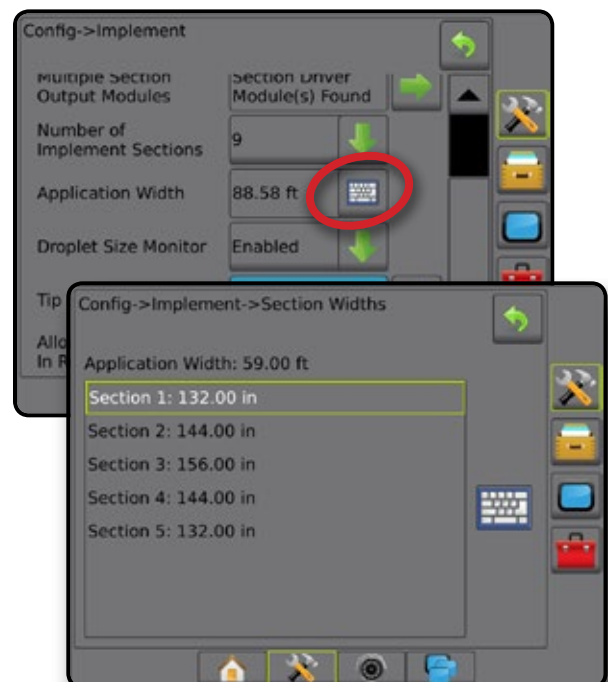 Config->Implement
Multiple Section Section Driver
Output Modules Module(s) Found
Number of
Implement Sections 9
Application Width 88.58 ft
Droplet Size Monitor Enabled
Tip
Allo
In R
Config->Implement->Section Widths
Application Width: 59.00 ft
Section 1: 132.00 in
Section 2: 144.00 in
Section 3: 156.00 in
Section 4: 144.00 in
Section 5: 132.00 in